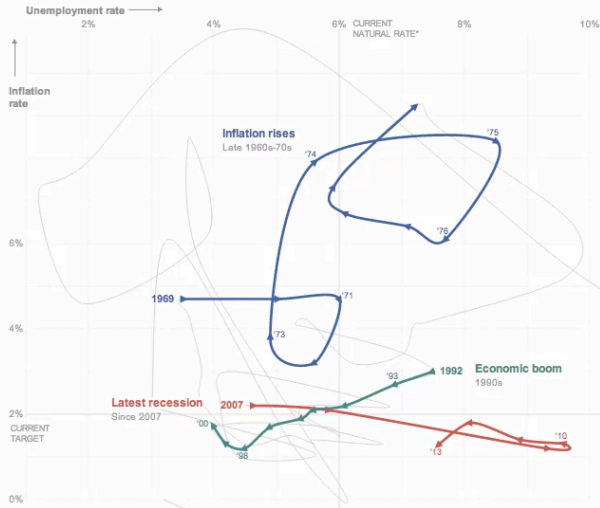 Unemployment rate
2%
4%
6%
CURRENT
NATURAL RATE*
8%
10%
Inflation
rate
Inflation rises
Late 1960s-70s
'74
'75
'76
6%
1969
'71
'73
4%
'93
1992
Economic boom
1990s
Latest recession
Since 2007
2007
2%
CURRENT
TARGET
'00
'98
'10
'13
0%